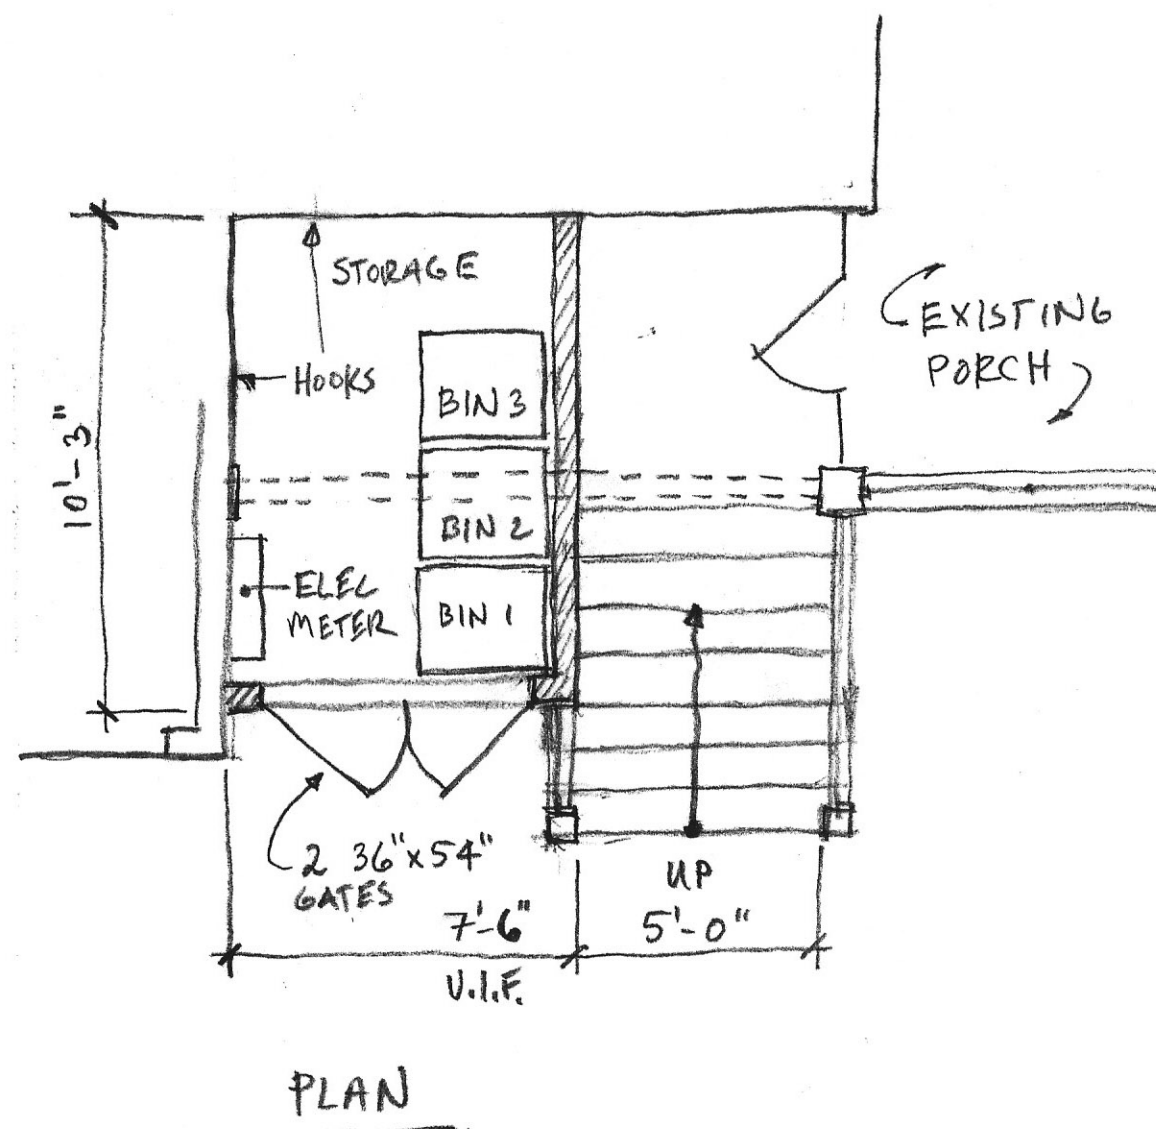 STORAGE
HOOKS
BIN 3
EXISTING
PORCH
10'-3"
BIN 2
ELEC
METER
BIN 1
2 36"x54"
GATES
UP
7'-6"
5'-0"
V.I.F.
PLAN